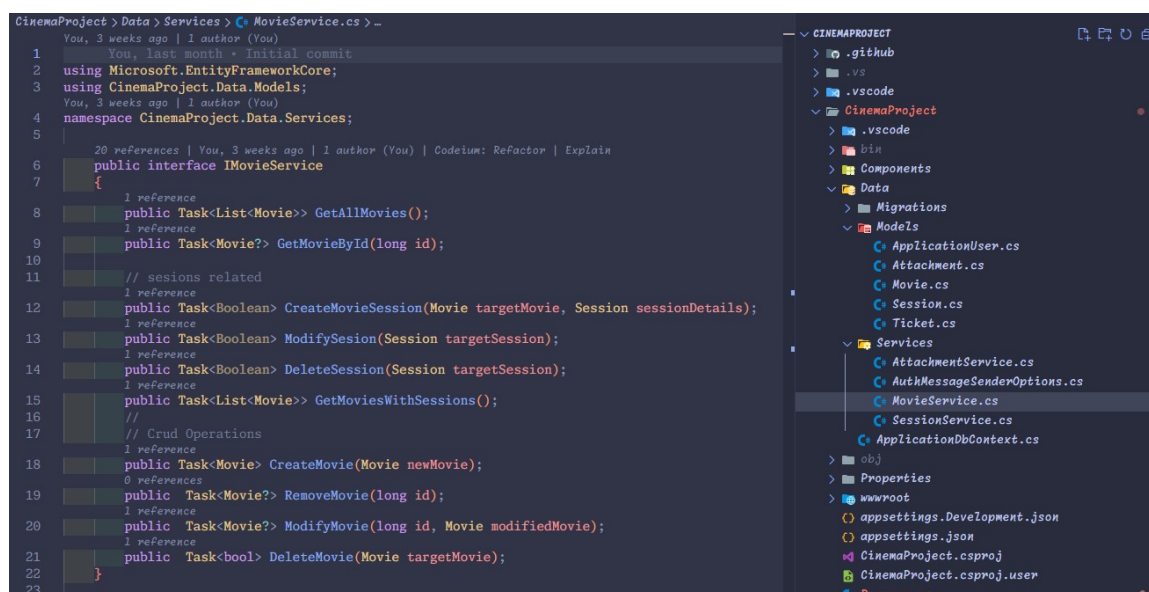 CinemaProject > Data > Services > MovieService.cs > ...
You, 3 weeks ago | 1 author (You)
1 You, last month • Initial commit
2 using Microsoft.EntityFrameworkCore;
3 using CinemaProject.Data.Models;
You, 3 weeks ago | 1 author (You)
4 namespace CinemaProject.Data.Services;
5
20 references | You, 3 weeks ago | 1 author (You) | Codeium: Refactor | Explain
6 public interface IMovieService
7 {
1 reference
8 public Task<List<Movie>> GetAllMovies();
1 reference
9 public Task<Movie?> GetMovieById(long id);
10
11 // sesions related
1 reference
12 public Task<Boolean> CreateMovieSession(Movie targetMovie, Session sessionDetails);
1 reference
13 public Task<Boolean> ModifySesion(Session targetSession);
1 reference
14 public Task<Boolean> DeleteSession(Session targetSession);
1 reference
15 public Task<List<Movie>> GetMoviesWithSessions();
16 //
17 // Crud Operations
1 reference
18 public Task<Movie> CreateMovie(Movie newMovie);
0 references
19 public Task<Movie?> RemoveMovie(long id);
1 reference
20 public Task<Movie?> ModifyMovie(long id, Movie modifiedMovie);
1 reference
21 public Task<bool> DeleteMovie(Movie targetMovie);
22 }
23
CINEMAPROJECT
.github
.vs
.vscode
CinemaProject
.vscode
bin
Components
Data
Migrations
Models
ApplicationUser.cs
Attachment.cs
Movie.cs
Session.cs
Ticket.cs
Services
AttachmentService.cs
AuthMessageSenderOptions.cs
MovieService.cs
SessionService.cs
ApplicationDbContext.cs
obj
Properties
wwwroot
appsettings.Development.json
appsettings.json
CinemaProject.csproj
CinemaProject.csproj.user